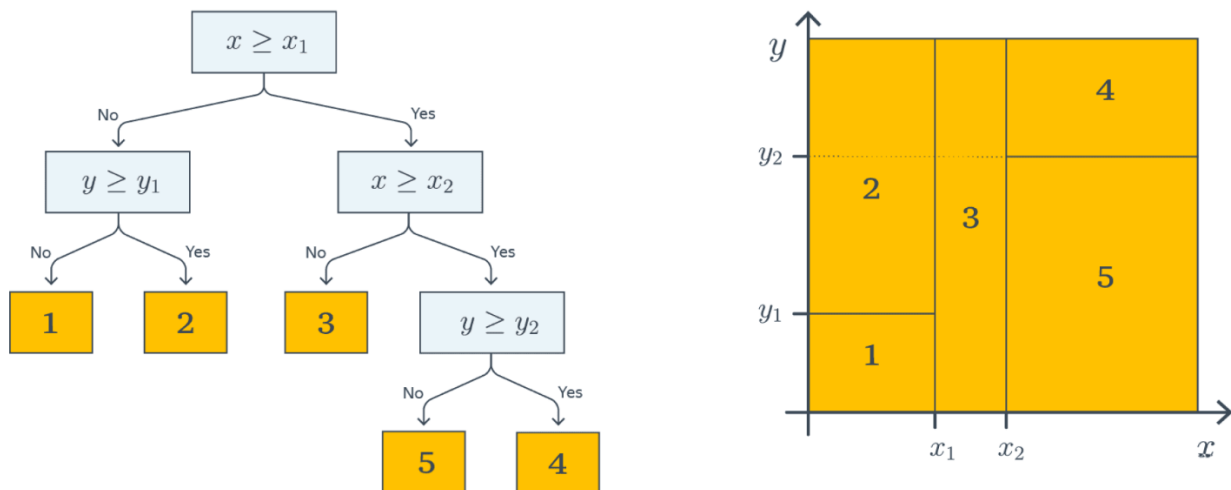 x ≥ x₁
No
Yes
y ≥ y₁
x ≥ x₂
No
Yes
No
Yes
1
2
3
y ≥ y₂
No
Yes
5
4
y
4
y₂
2
3
5
y₁
1
x₁
x₂
x